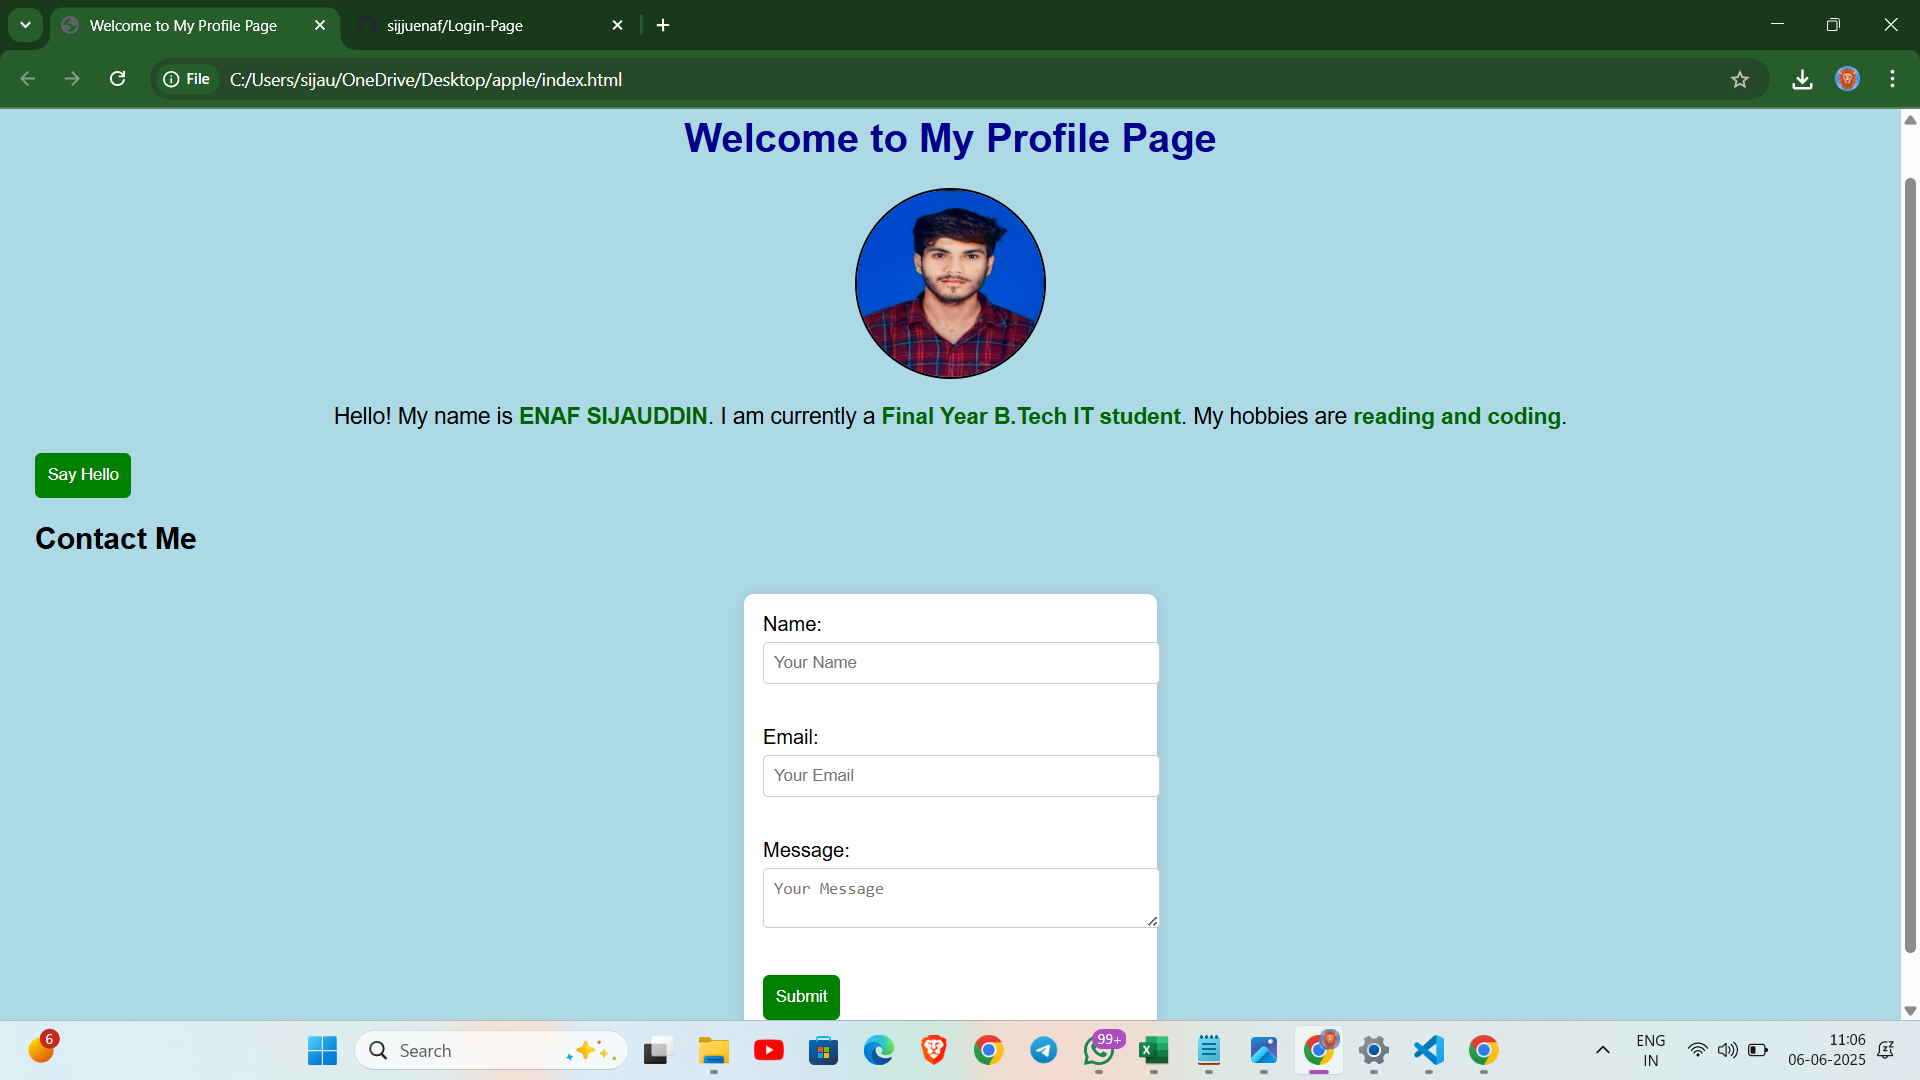 Welcome to My Profile Page
sijjuenaf/Login-Page
File
C:/Users/sijau/OneDrive/Desktop/apple/index.html
Welcome to My Profile Page
Hello! My name is ENAF SIJAUDDIN. I am currently a Final Year B.Tech IT student. My hobbies are reading and coding.
Say Hello
Contact Me
Name:
Your Name
Email:
Your Email
Message:
Your Message
Submit
6
Search
99+
ENG
IN
11:06
06-06-2025